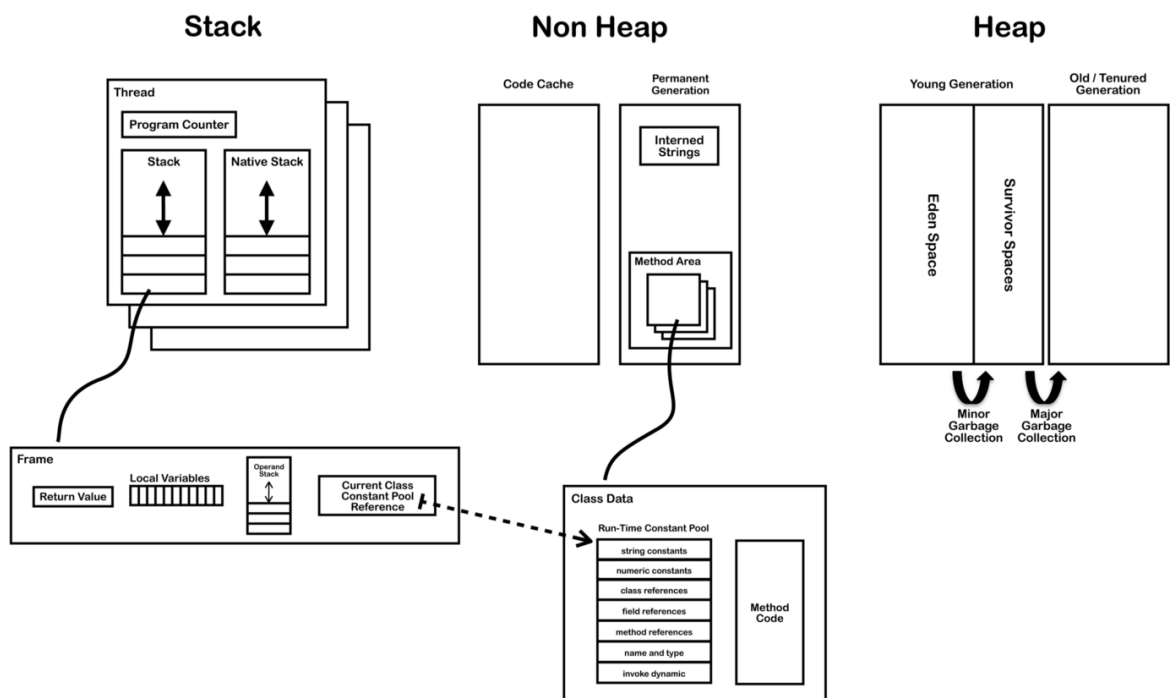 Stack
Non Heap
Heap
Thread
Program Counter
Stack
Native Stack
Code Cache
Permanent
Generation
Interned
Strings
Method Area
Young Generation
Old / Tenured
Generation
Eden Space
Survivor Spaces
Minor
Garbage
Collection
Major
Garbage
Collection
Frame
Return Value
Local Variables
Operand
Stack
Current Class
Constant Pool
Reference
Class Data
Run-Time Constant Pool
string constants
numeric constants
class references
field references
method references
name and type
invoke dynamic
Method
Code